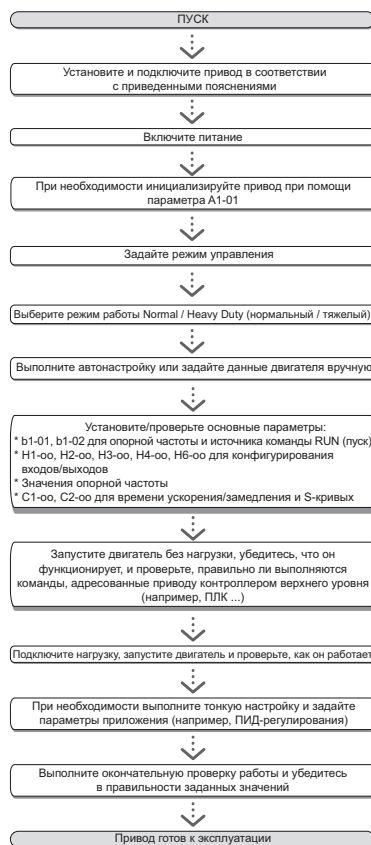 ПУСК
Установите и подключите привод в соответствии
с приведенными пояснениями
Включите питание
При необходимости инициализируйте привод при помощи
параметра A1-01
Задайте режим управления
Выберите режим работы Normal / Heavy Duty (нормальный / тяжелый)
Выполните автонастройку или задайте данные двигателя вручную
Установите/проверьте основные параметры:
* b1-01, b1-02 для опорной частоты и источника команды RUN (пуск)
* H1-oo, H2-oo, H3-oo, H4-oo, H6-oo для конфигурирования
входов/выходов
* Значения опорной частоты
* C1-oo, C2-oo для времени ускорения/замедления и S-кривых
Запустите двигатель без нагрузки, убедитесь, что он
функционирует, и проверьте, правильно ли выполняются
команды, адресованные приводу контроллером верхнего уровня
(например, ПЛК ...)
Подключите нагрузку, запустите двигатель и проверьте, как он работает
При необходимости выполните тонкую настройку и задайте
параметры приложения (например, ПИД-регулирования)
Выполните окончательную проверку работы и убедитесь
в правильности заданных значений
Привод готов к эксплуатации